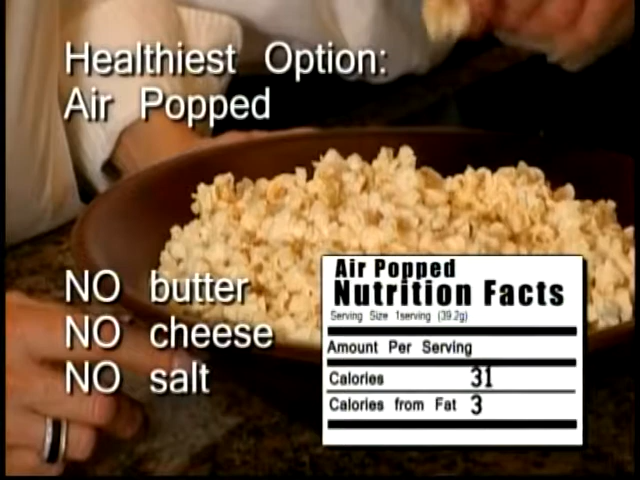 Healthiest Option:
Air Popped
NO butter
NO cheese
NO salt
Air Popped
Nutrition Facts
Serving Size 1serving (39.2g)
Amount Per Serving
Calories 31
Calories from Fat 3